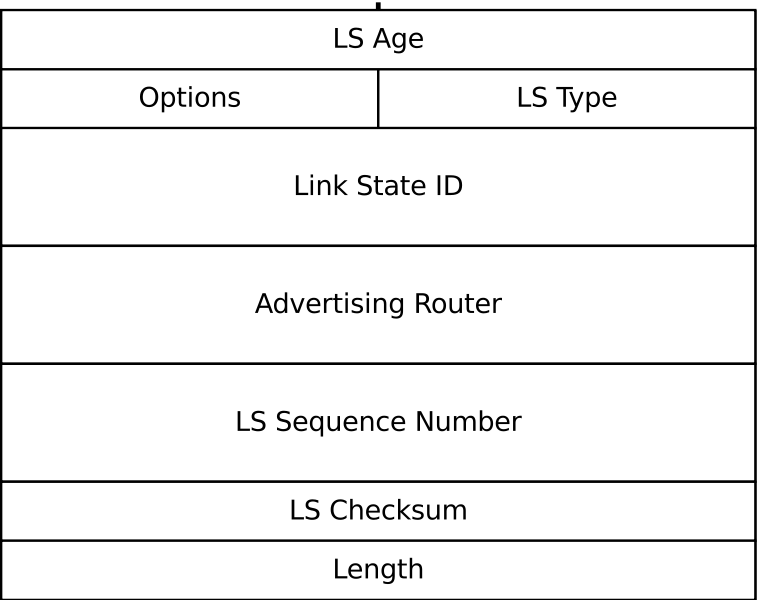 LS Age
Options LS Type
Link State ID
Advertising Router
LS Sequence Number
LS Checksum
Length